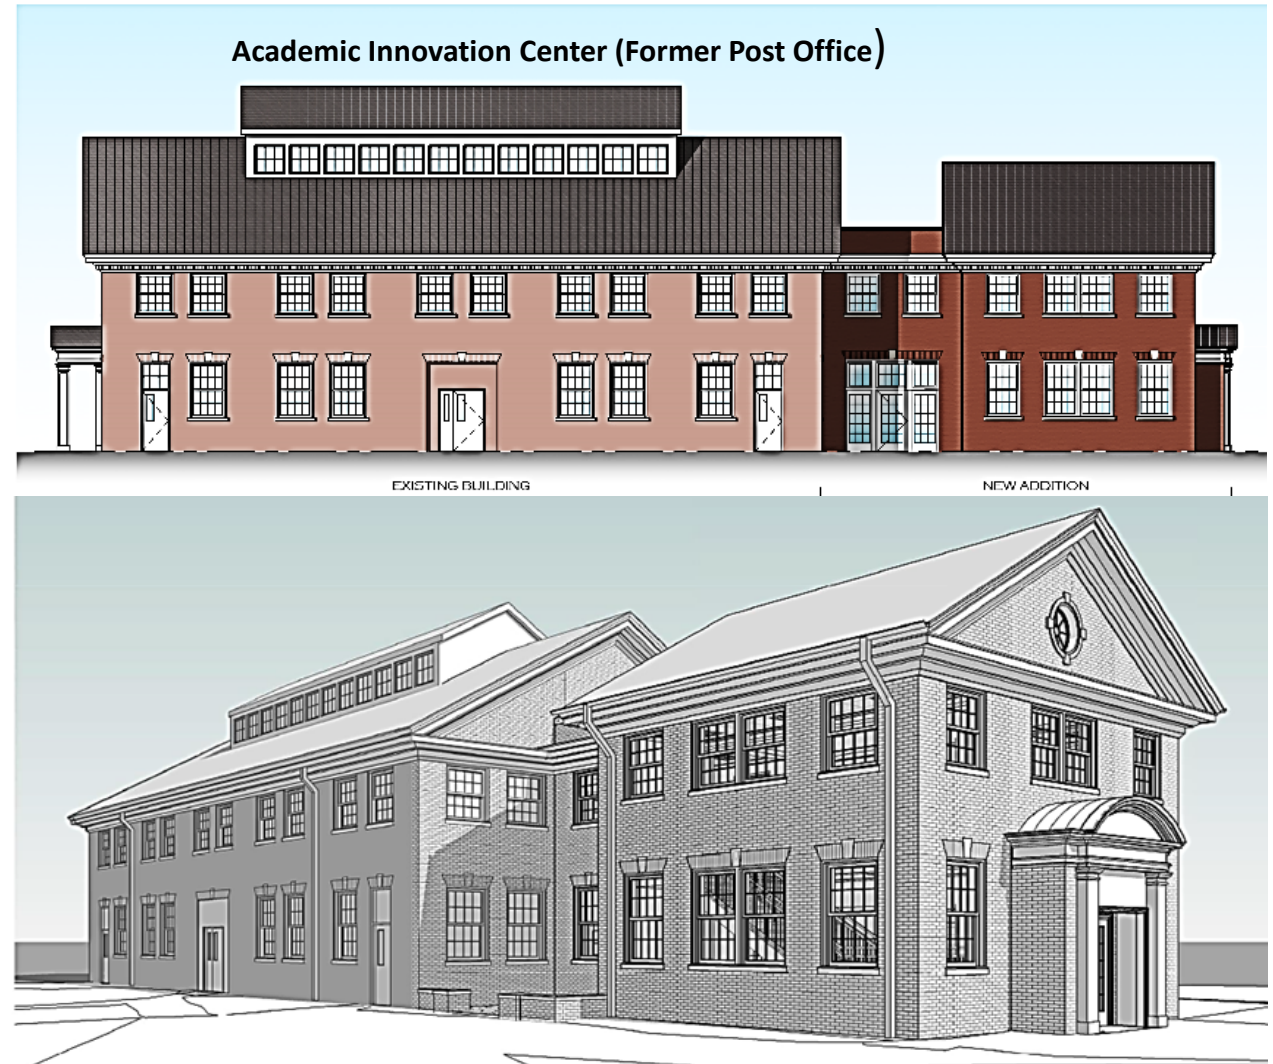 Academic Innovation Center (Former Post Office)
EXISTING BUILDING
NEW ADDITION